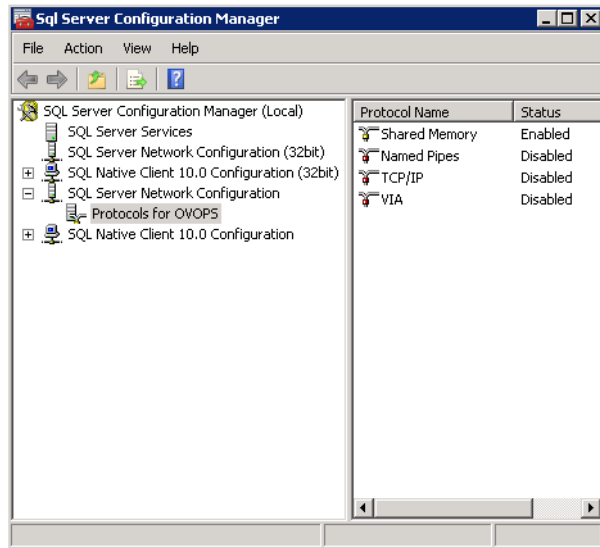 Sql Server Configuration Manager
File Action View Help
SQL Server Configuration Manager (Local)
SQL Server Services
SQL Server Network Configuration (32bit)
SQL Native Client 10.0 Configuration (32bit)
SQL Server Network Configuration
Protocols for OVOPS
SQL Native Client 10.0 Configuration
Protocol Name Status
Shared Memory Enabled
Named Pipes Disabled
TCP/IP Disabled
VIA Disabled